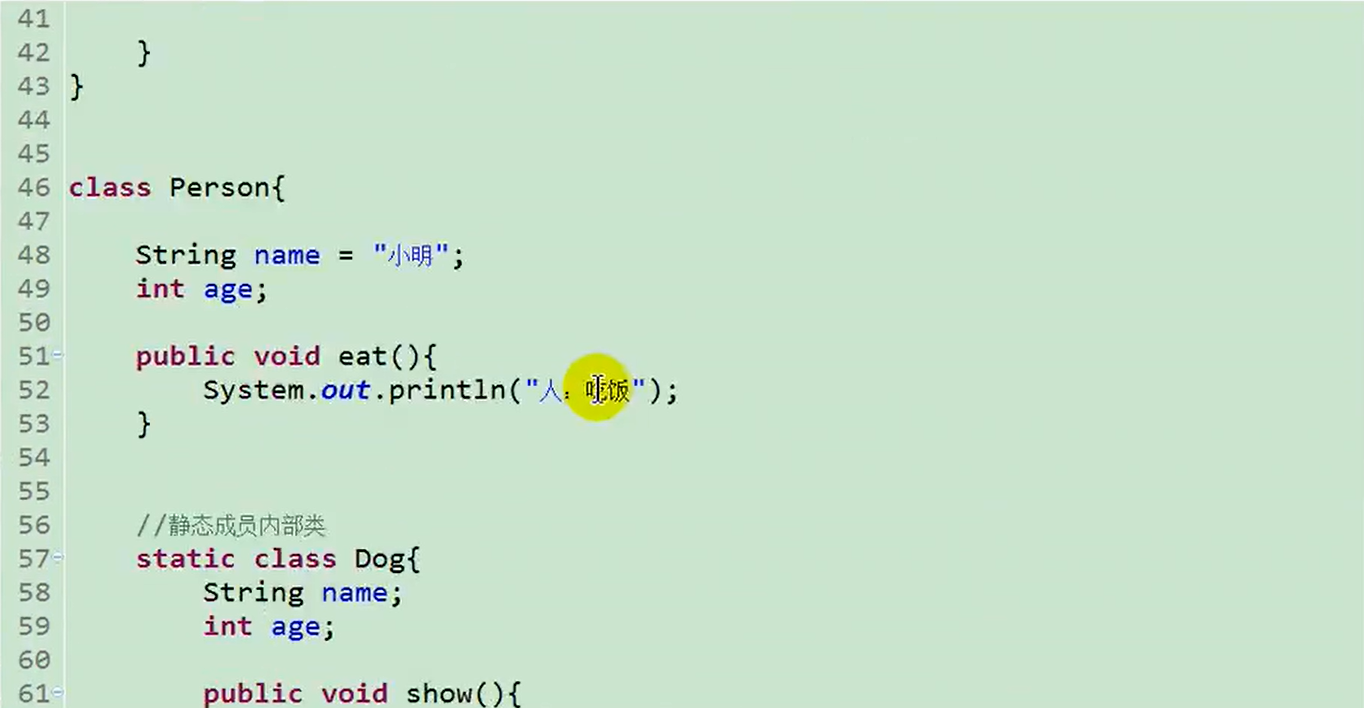 41
42 }
43 }
44
45
46 class Person{
47
48 String name = "小明";
49 int age;
50
51 public void eat(){
52 System.out.println("人：吃饭");
53 }
54
55
56 //静态成员内部类
57 static class Dog{
58 String name;
59 int age;
60
61 public void show(){